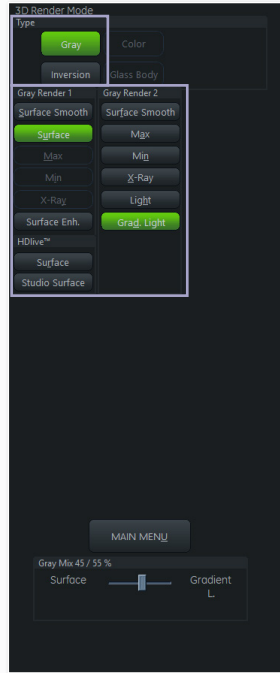 3D Render Mode
Type
Gray Color
Inversion Glass Body
Gray Render 1 Gray Render 2
Surface Smooth Surface Smooth
Surface Max
Max Min
Min X-Ray
X-Ray Light
Surface Enh. Grad. Light
HDlive™
Surface
Studio Surface
MAIN MENU
Gray Mix 45 / 55 %
Surface Gradient
L.